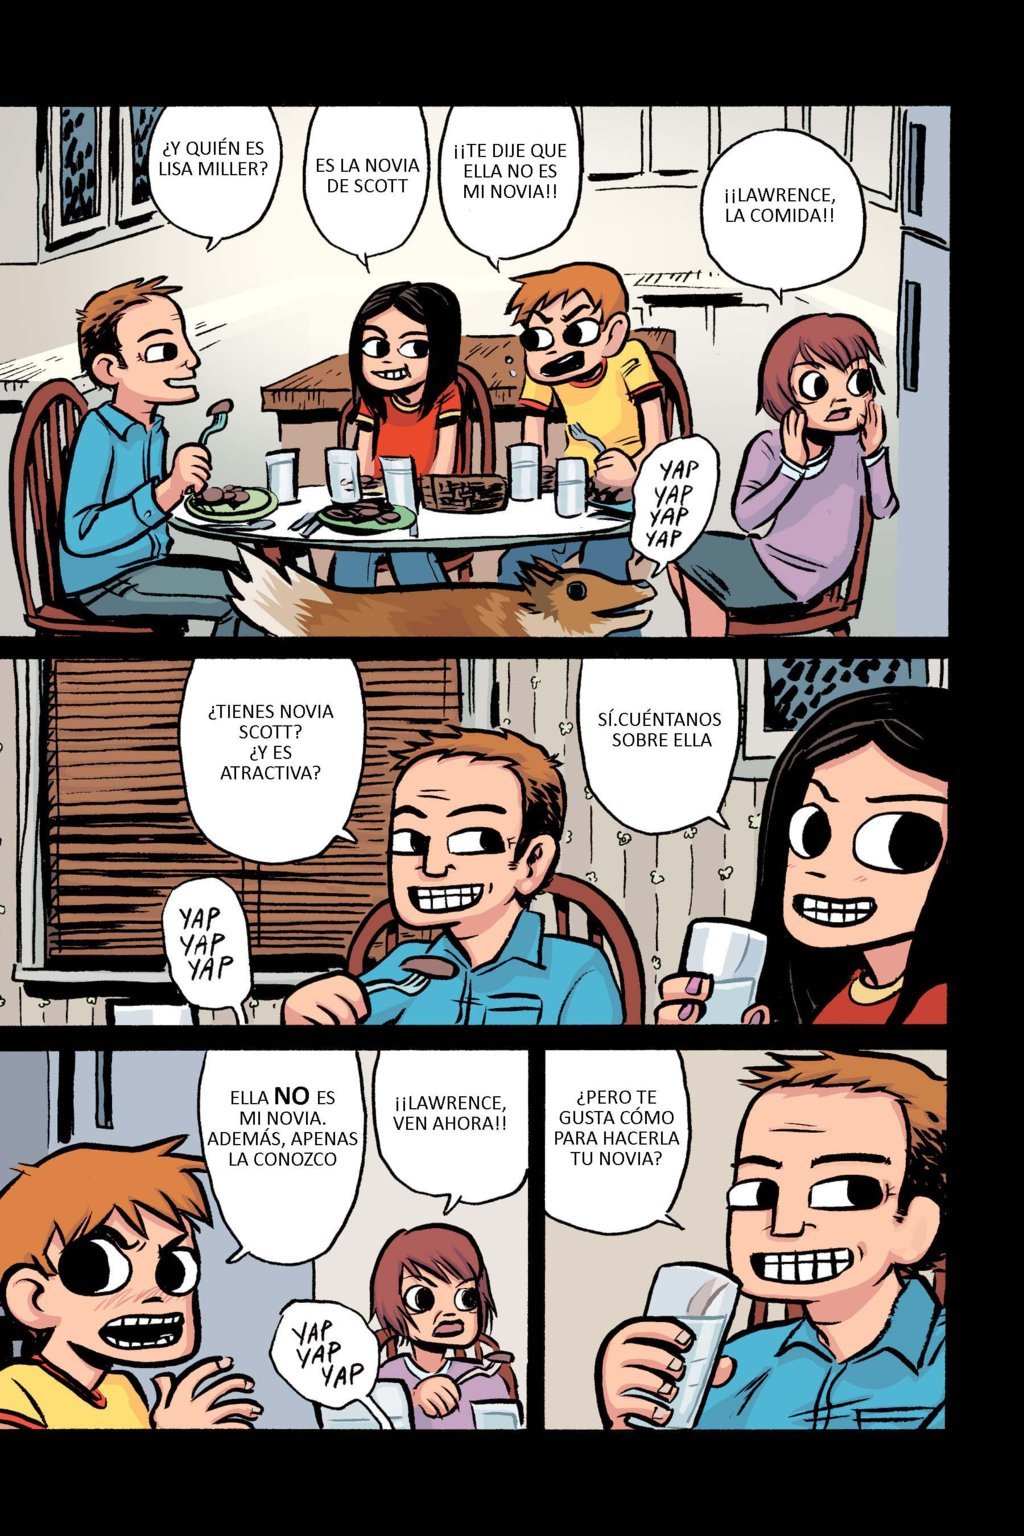 ¿Y QUIÉN ES
LISA MILLER?
ES LA NOVIA
DE SCOTT
¡¡TE DIJE QUE
ELLA NO ES
MI NOVIA!!
¡¡LAWRENCE,
LA COMIDA!!
YAP
YAP
YAP
YAP
¿TIENES NOVIA
SCOTT?
¿Y ES
ATRACTIVA?
SÍ.CUÉNTANOS
SOBRE ELLA
YAP
YAP
YAP
ELLA NO ES
MI NOVIA.
ADEMÁS, APENAS
LA CONOZCO
¡¡LAWRENCE,
VEN AHORA!!
YAP
YAP
YAP
¿PERO TE
GUSTA CÓMO
PARA HACERLA
TU NOVIA?